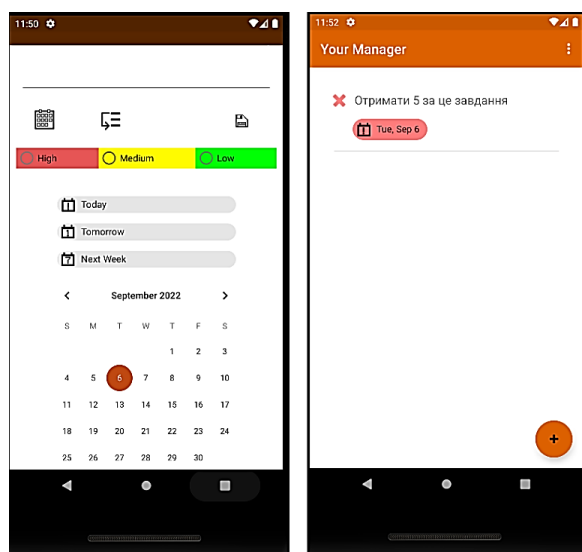 11:50
High
Medium
Low
Today
Tomorrow
Next Week
September 2022
S M T W T F S
1 2 3
4 5 6 7 8 9 10
11 12 13 14 15 16 17
18 19 20 21 22 23 24
25 26 27 28 29 30
11:52
Your Manager
Отримати 5 за це завдання
Tue, Sep 6
+